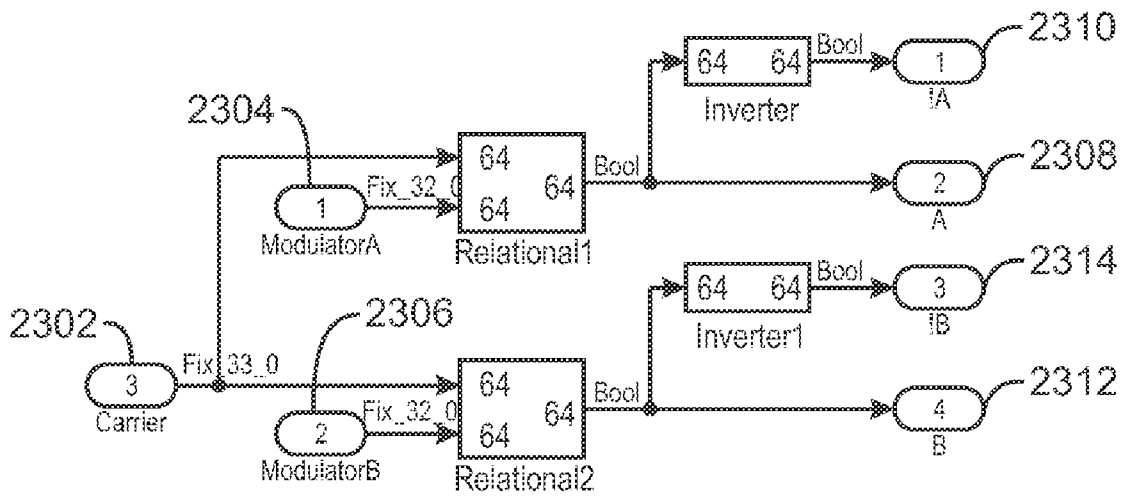 2310
Bool
64 64
1
IA
Inverter
2304
64
Bool
2308
Fix_32_0
64
2
1
64
A
ModulatorA
Relational1
Bool
2314
64 64
3
IB
2302
2306
Inverter1
Fix_33_0
64
Bool
2312
3
Fix_32_0
64
4
Carrier
2
64
B
ModulatorB
Relational2